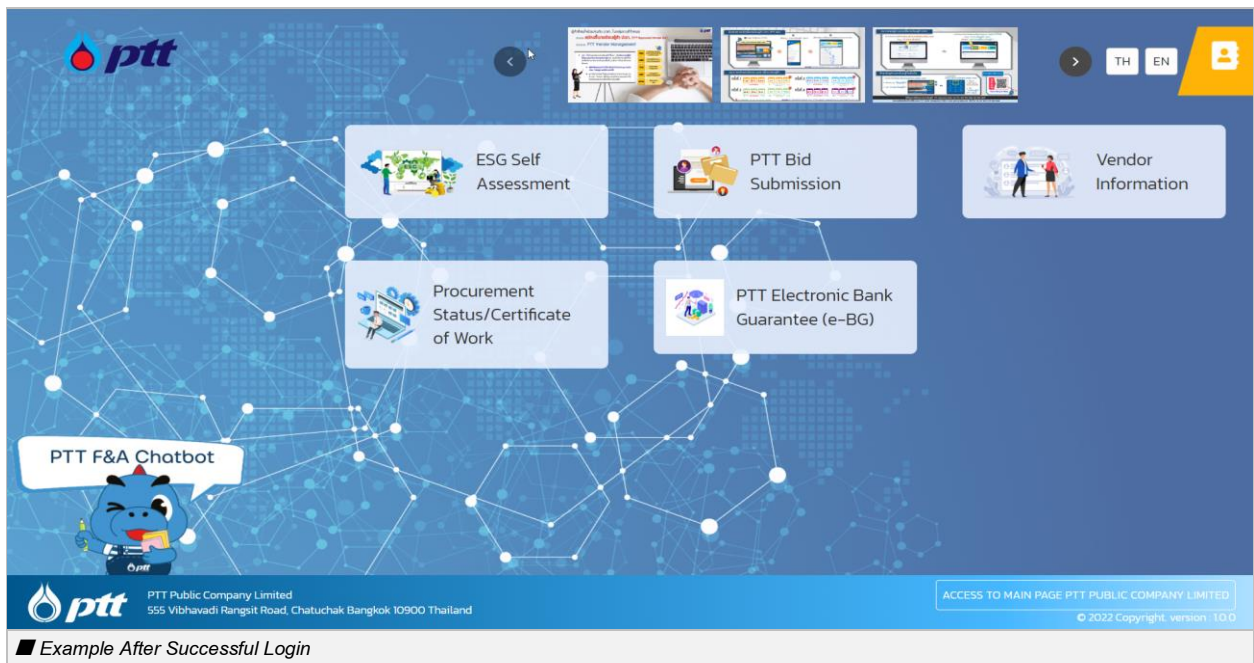 ptt
TH EN
ESG Self
Assessment
PTT Bid
Submission
Vendor
Information
Procurement
Status/Certificate
of Work
PTT Electronic Bank
Guarantee (e-BG)
PTT F&A Chatbot
ptt
ptt
PTT Public Company Limited
555 Vibhavadi Rangsit Road, Chatuchak Bangkok 10900 Thailand
ACCESS TO MAIN PAGE PTT PUBLIC COMPANY LIMITED
© 2022 Copyright. version : 1.0.0
Example After Successful Login